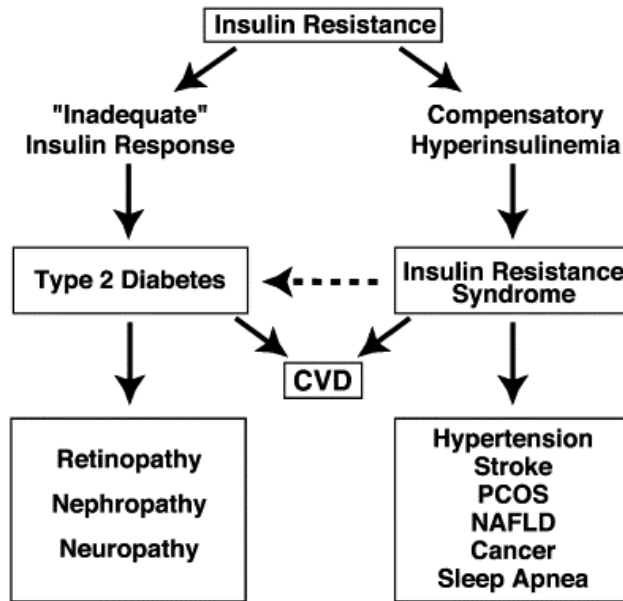 Insulin Resistance
"Inadequate"
Insulin Response
Compensatory
Hyperinsulinemia
Type 2 Diabetes
Insulin Resistance
Syndrome
CVD
Retinopathy
Nephropathy
Neuropathy
Hypertension
Stroke
PCOS
NAFLD
Cancer
Sleep Apnea